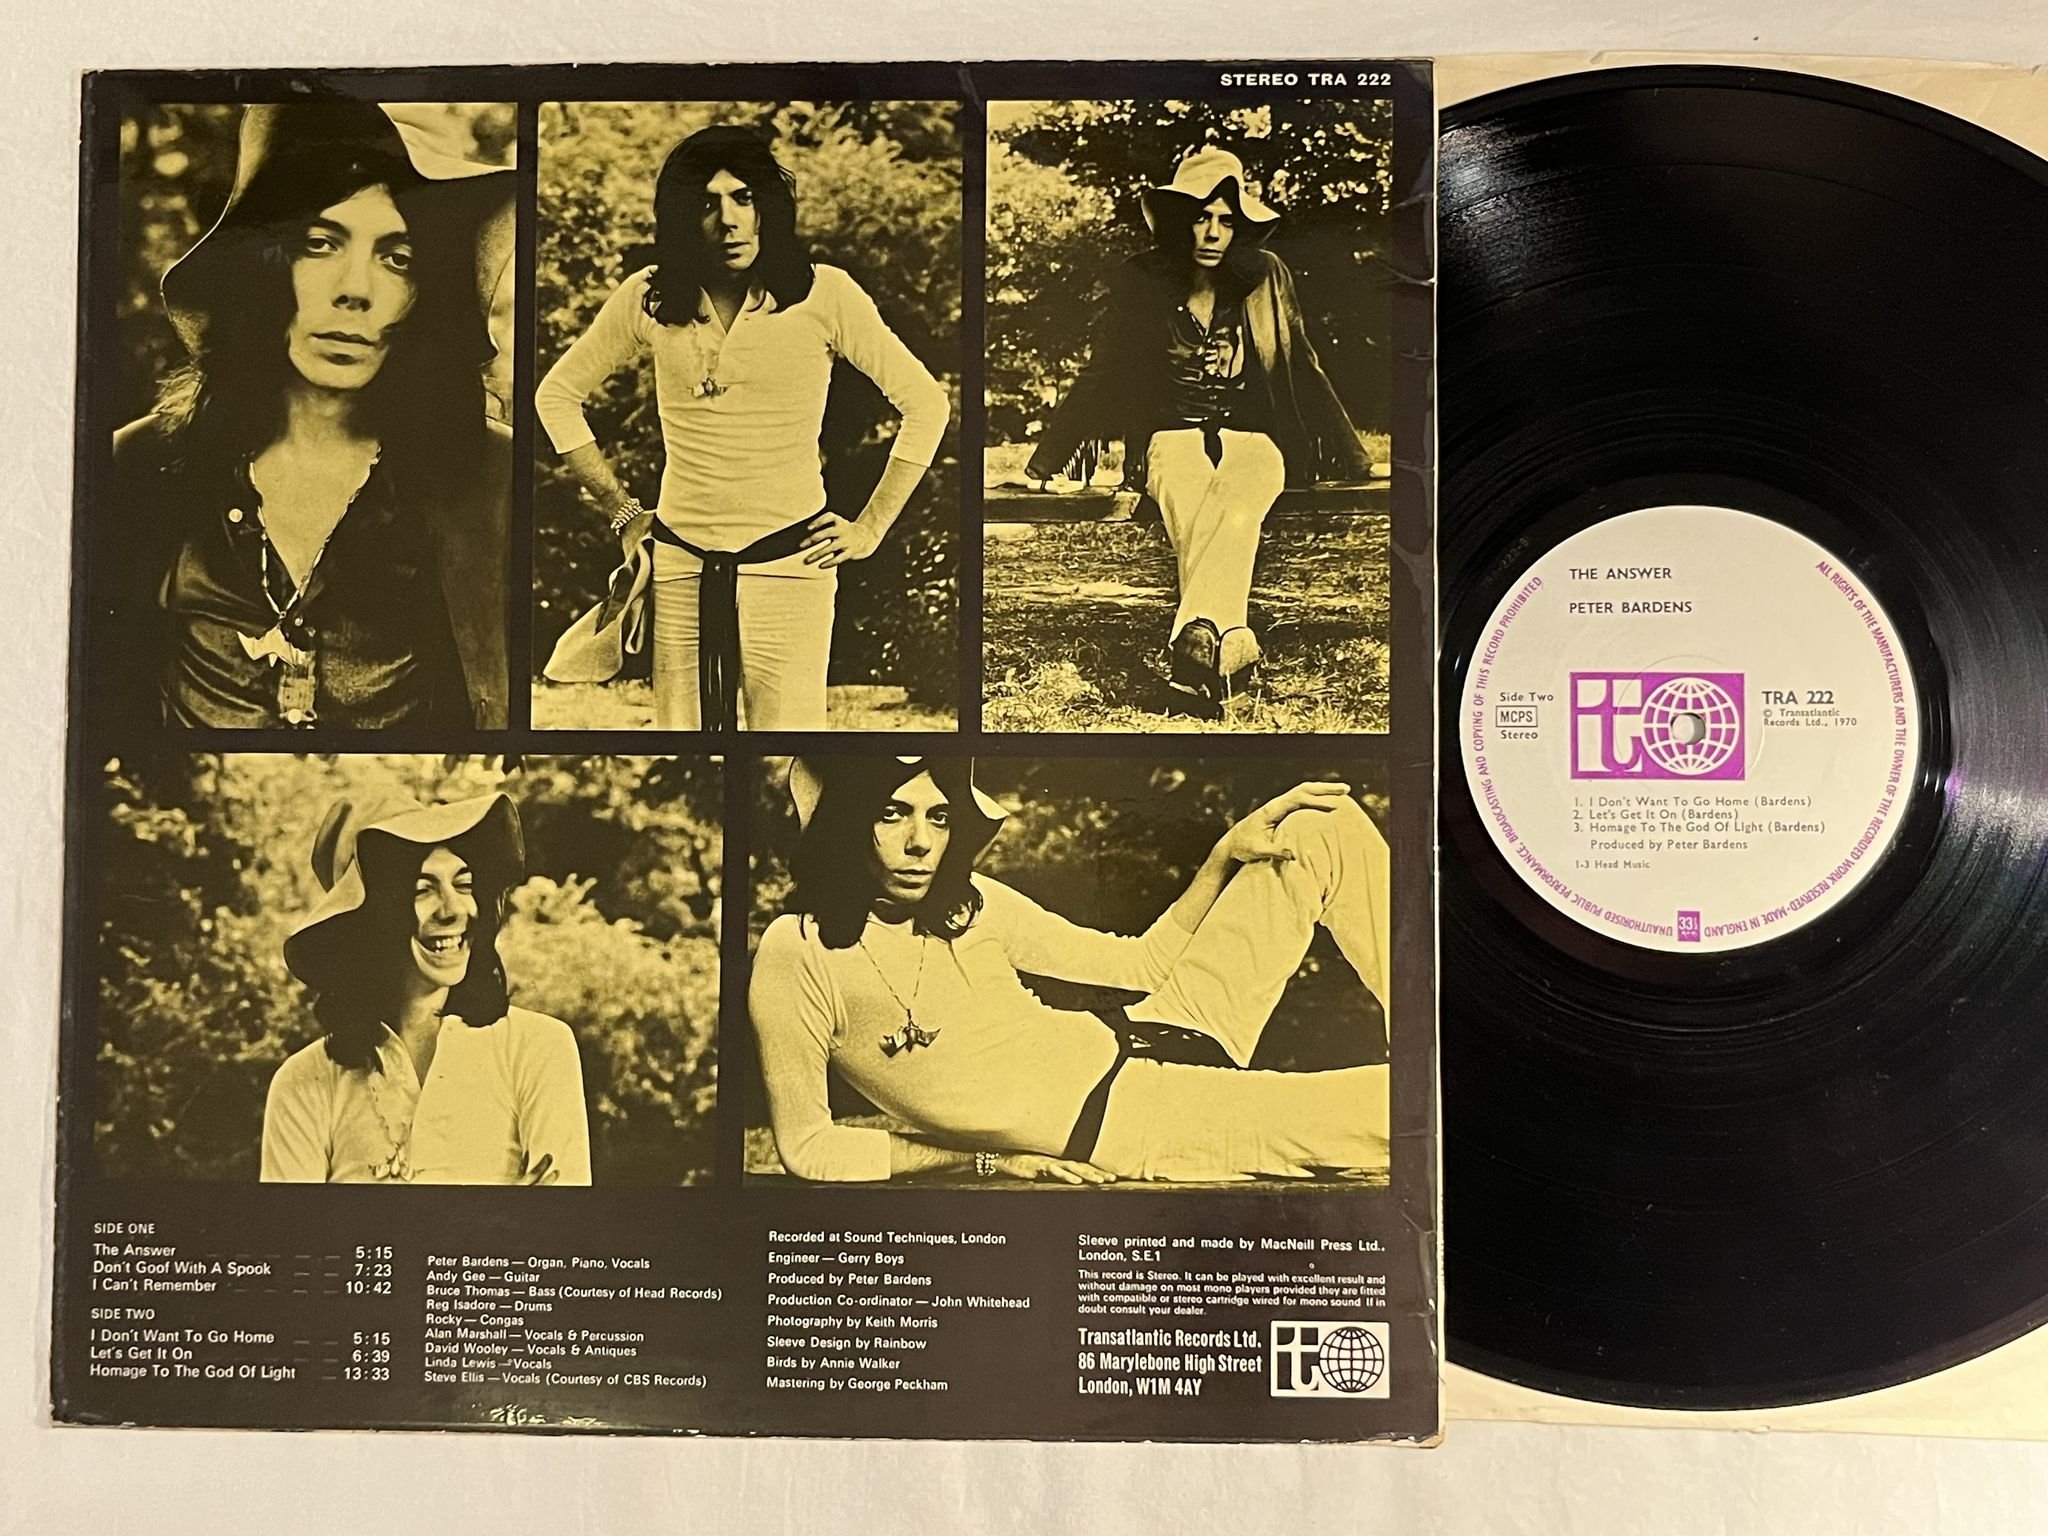 STEREO TRA 222
SIDE ONE
The Answer 5:15
Don't Goof With A Spook 7:23
I Can't Remember 10:42
SIDE TWO
I Don't Want To Go Home 5:15
Let's Get It On 6:39
Homage To The God Of Light 13:33
Peter Bardens — Organ, Piano, Vocals
Andy Gee — Guitar
Bruce Thomas — Bass (Courtesy of Head Records)
Reg Isadore — Drums
Rocky — Congas
Alan Marshall — Vocals & Percussion
David Wooley — Vocals & Antiques
Linda Lewis — Vocals
Steve Ellis — Vocals (Courtesy of CBS Records)
Recorded at Sound Techniques, London
Engineer — Gerry Boys
Produced by Peter Bardens
Production Co-ordinator — John Whitehead
Photography by Keith Morris
Sleeve Design by Rainbow
Birds by Annie Walker
Mastering by George Peckham
Sleeve printed and made by MacNeill Press Ltd.,
London, S.E.1
This record is Stereo. It can be played with excellent result and
without damage on most mono players provided they are fitted
with compatible or stereo cartridge wired for mono sound. If in
doubt consult your dealer.
Transatlantic Records Ltd.
86 Marylebone High Street
London, W1M 4AY
it
THE ANSWER
PETER BARDENS
it
Side Two
MCPS
Stereo
TRA 222
© Transatlantic
Records Ltd., 1970
1. I Don't Want To Go Home (Bardens)
2. Let's Get It On (Bardens)
3. Homage To The God Of Light (Bardens)
Produced by Peter Bardens
1-3 Head Music
ALL RIGHTS OF THE MANUFACTURERS AND THE OWNER OF THE RECORDED WORK RESERVED · MADE IN ENGLAND
33⅓
UNAUTHORISED PUBLIC PERFORMANCE, BROADCASTING AND COPYING OF THIS RECORD PROHIBITED